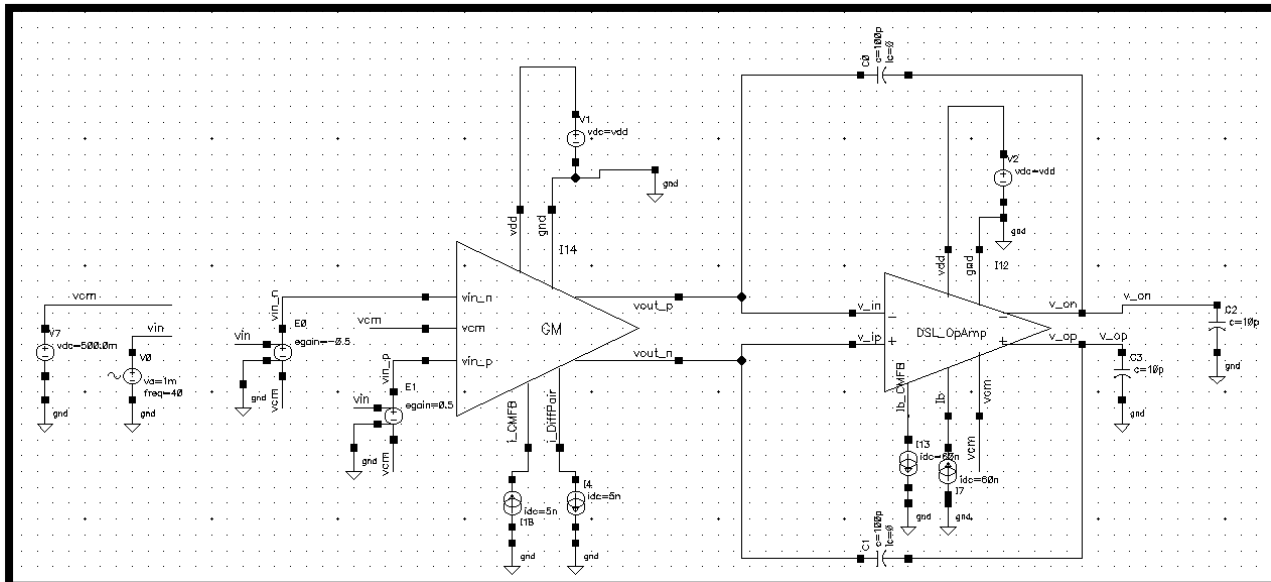 c=100p
ic=0
C0
V1
vdc=vdd
gnd
V2
vdc=vdd
gnd
vdd
gnd
I14
vdd
gnd
I12
vcm
V7
vdc=500.0m
gnd
vin
V0
va=1m
freq=40
gnd
vin_n
vin
E0
egain=-0.5
gnd
vcm
vcm
vin_p
vin
E1
egain=0.5
gnd
vcm
vin_n
vcm
vin_p
GM
vout_p
vout_n
i_CMFB
i_DiffPair
idc=5n
I18
gnd
I4
idc=5n
gnd
v_in
v_ip
DSL_OpAmp
v_on
v_op
v_on
v_op
C2
c=10p
gnd
C3
c=10p
gnd
Ib_CMFB
Ib
vcm
I13
idc=60n
gnd
idc=60n
I7
gnd
c=100p
ic=0
C1